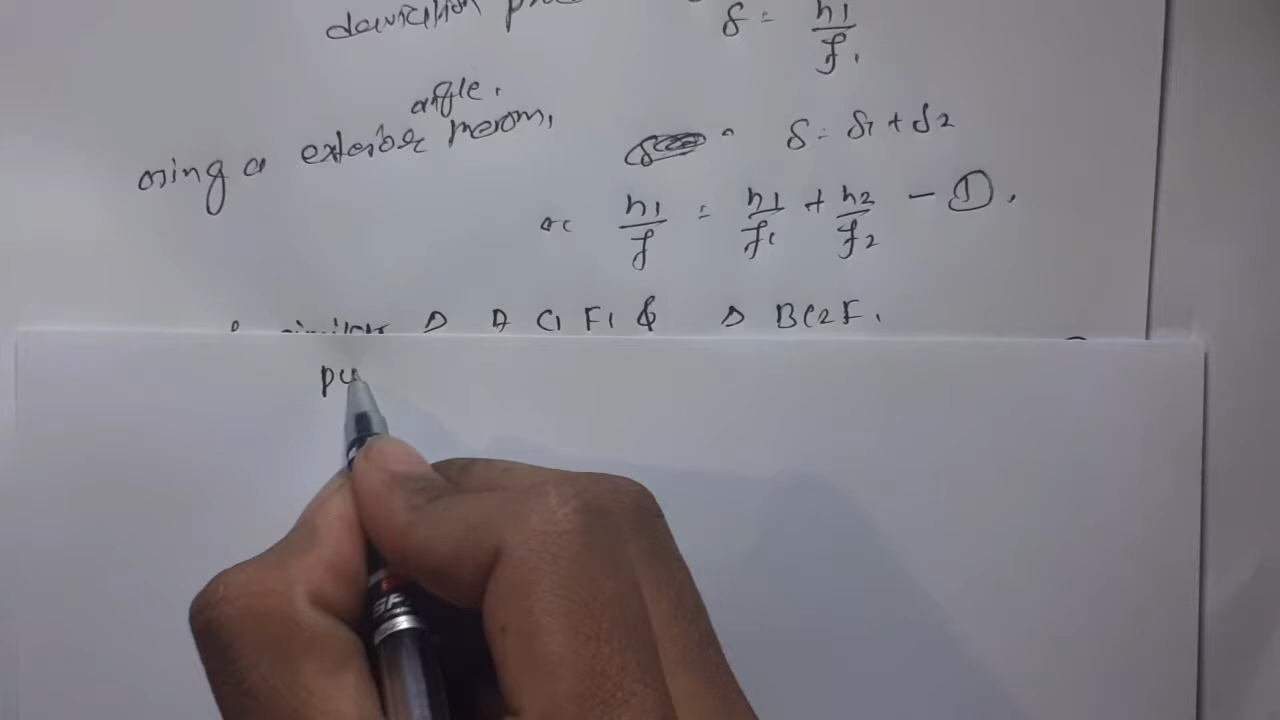 δ = h1/f1
angle.
using a exterior theorem,
δ = δ1 + δ2
or h1/f = h1/f1 + h2/f2 - ①.
similar Δ A C1 F1 & Δ B C2 F.
pu